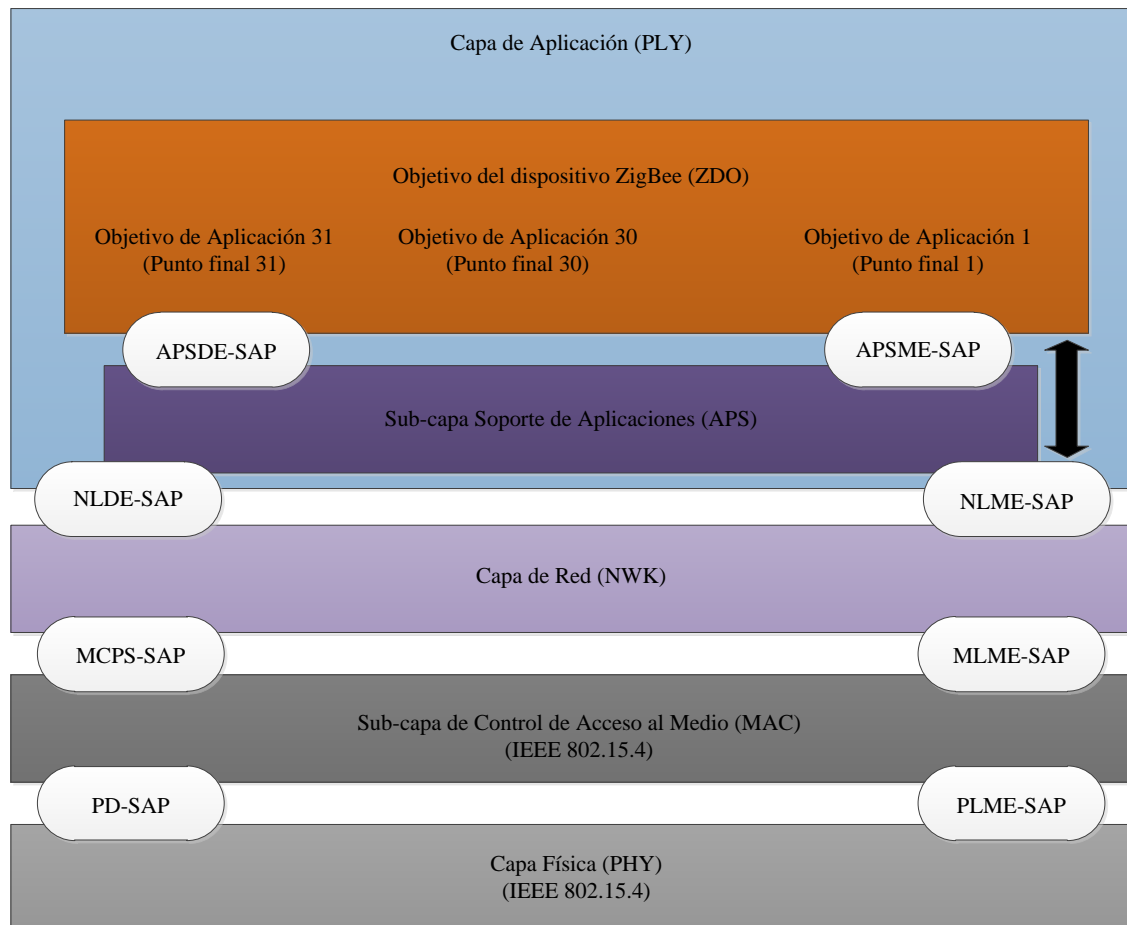 Capa de Aplicación (PLY)
Objetivo del dispositivo ZigBee (ZDO)
Objetivo de Aplicación 31
(Punto final 31)
Objetivo de Aplicación 30
(Punto final 30)
Objetivo de Aplicación 1
(Punto final 1)
APSDE-SAP
APSME-SAP
Sub-capa Soporte de Aplicaciones (APS)
NLDE-SAP
NLME-SAP
Capa de Red (NWK)
MCPS-SAP
MLME-SAP
Sub-capa de Control de Acceso al Medio (MAC)
(IEEE 802.15.4)
PD-SAP
PLME-SAP
Capa Física (PHY)
(IEEE 802.15.4)